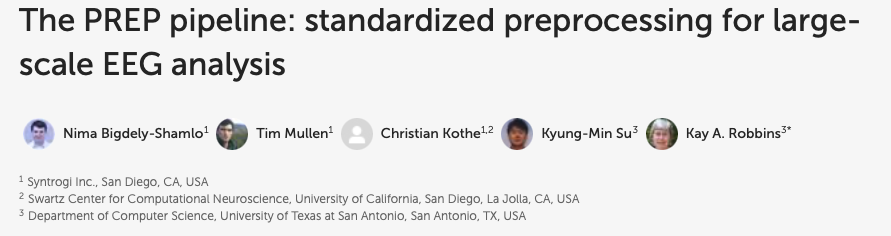 The PREP pipeline: standardized preprocessing for large-
scale EEG analysis
Nima Bigdely-Shamlo1 Tim Mullen1 Christian Kothe1,2 Kyung-Min Su3 Kay A. Robbins3*
1 Syntrogi Inc., San Diego, CA, USA
2 Swartz Center for Computational Neuroscience, University of California, San Diego, La Jolla, CA, USA
3 Department of Computer Science, University of Texas at San Antonio, San Antonio, TX, USA